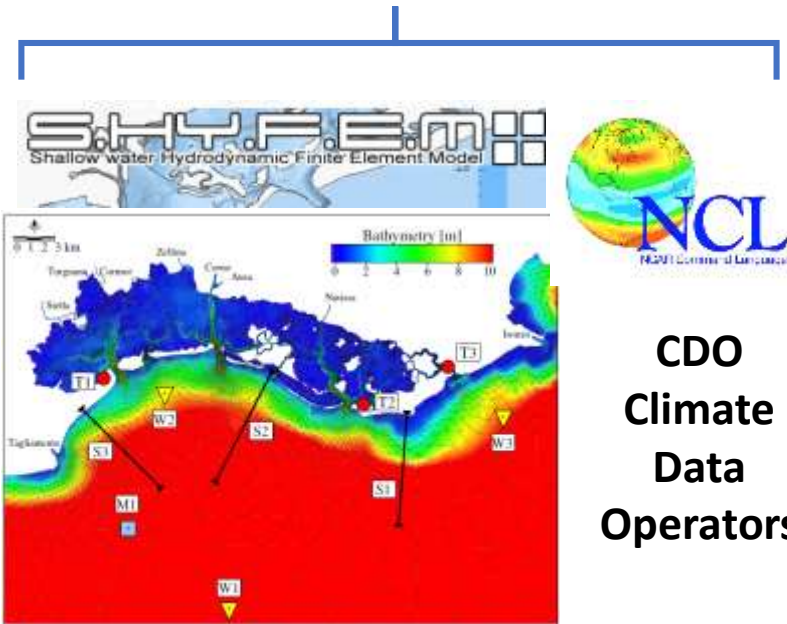 S.HY.F.E.M
Shallow water Hydrodynamic Finite Element Model
NCL
NCAR Command Language
Bathymetry [m]
0 2 4 6 8 10
0 1 2 3 km
Zellina
Turgnano
Cormor
Corno
Ausa
Stella
Natissa
Isonzo
T3
T1
T2
W2
W3
S2
S3
Tagliamento
S1
M1
W1
CDO
Climate
Data
Operators